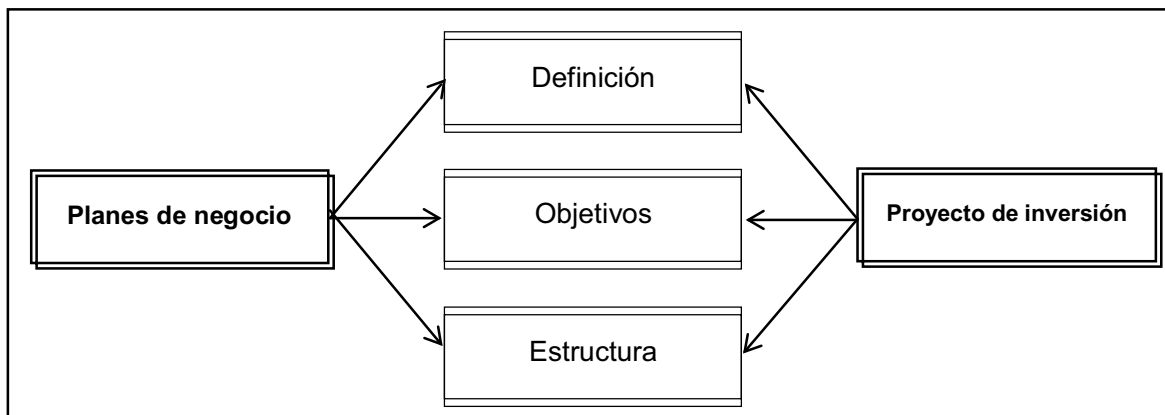 Definición
Planes de negocio
Objetivos
Proyecto de inversión
Estructura